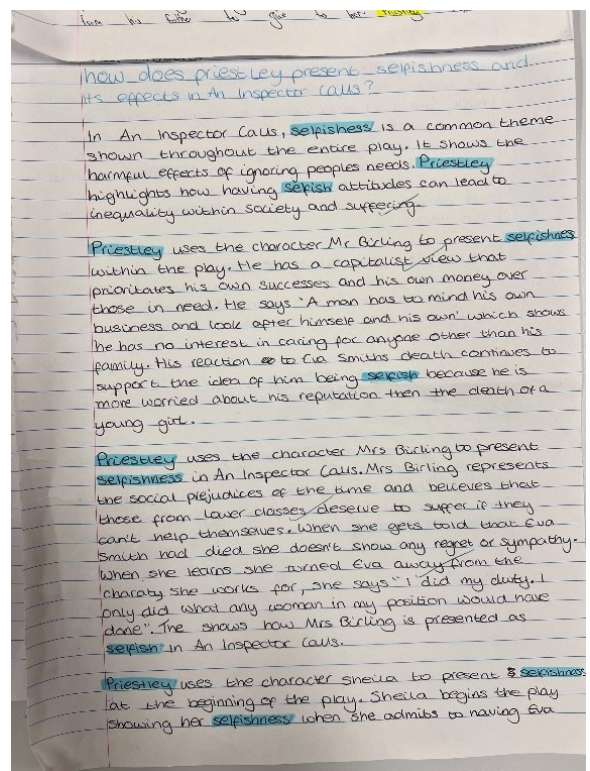 from his father to give to her. Priestley
how does priestley present selfishness and
its effects in An Inspector Calls?
In An Inspector Calls, selfishess is a common theme
shown throughout the entire play. It shows the
harmful effects of ignoring peoples needs. Priestley
highlights how having selfish attitudes can lead to
inequality within society and suffering
Priestley uses the character Mr Birling to present selfishness
within the play. He has a capitalist view that
prioritates his own successes and his own money over
those in need. He says 'A man has to mind his own
business and look after himself and his own' which shows
he has no interest in caring for anyone other than his
family. His reaction to Eva Smiths death continues to
support the idea of him being selfish because he is
more worried about his reputation then the death of a
young girl.
Priestley uses the character Mrs Birling to present
selfishness in An Inspector Calls. Mrs Birling represents
the social prejudices of the time and believes that
those from lower classes deserve to suffer if they
can't help themselves. When she gets told that Eva
Smith had died she doesn't show any regret or sympathy.
When she learns she turned Eva away from the
charaty she works for, she says "I did my duty. I
only did what any woman in my position would have
done". The shows how Mrs Birling is presented as
selfish in An Inspector Calls.
Priestley uses the character Sheila to present selfishness
at the beginning of the play. Sheila begins the play
showing her selfishness when she admits to having Eva